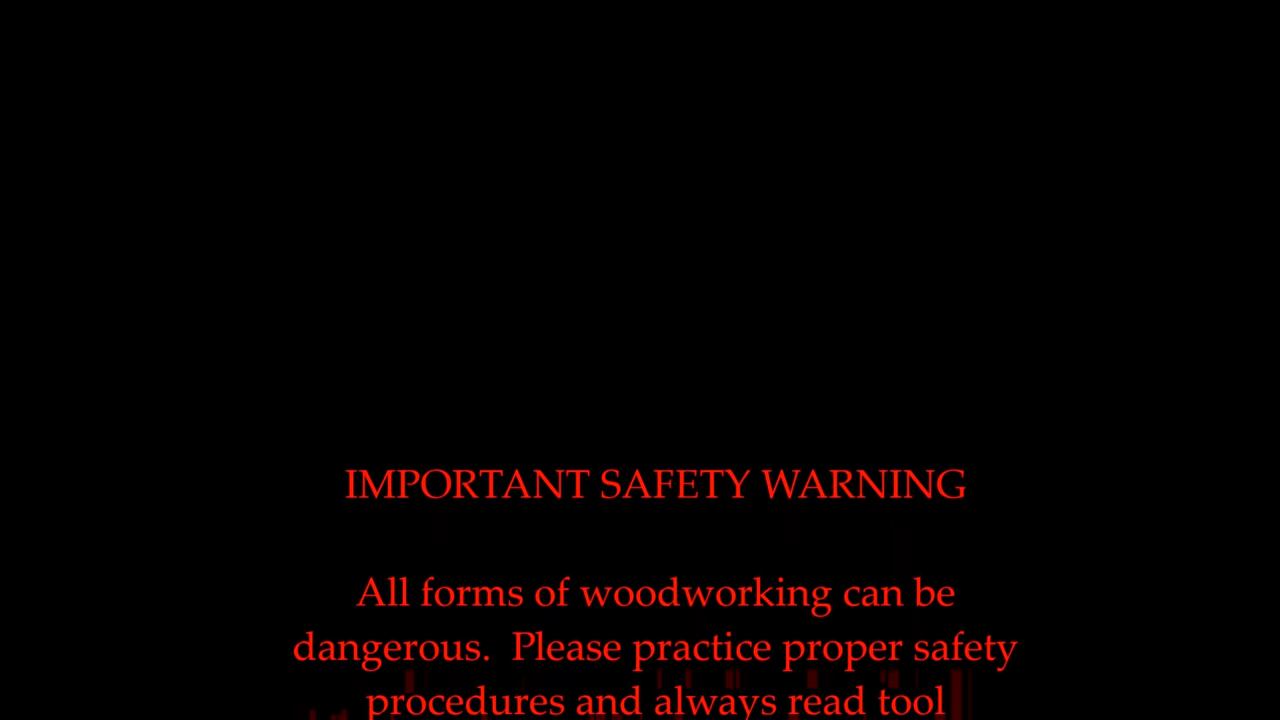 IMPORTANT SAFETY WARNING
All forms of woodworking can be
dangerous.  Please practice proper safety
procedures and always read tool